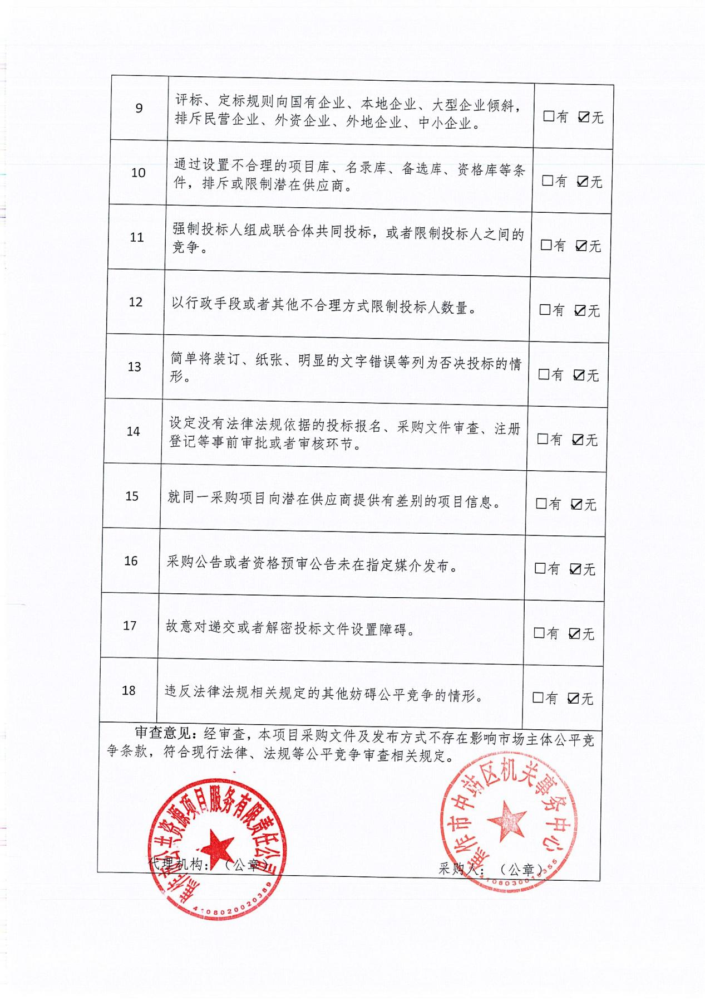 9
评标、定标规则向国有企业、本地企业、大型企业倾斜，
排斥民营企业、外资企业、外地企业、中小企业。
□有 ☑无
10
通过设置不合理的项目库、名录库、备选库、资格库等条
件，排斥或限制潜在供应商。
□有 ☑无
11
强制投标人组成联合体共同投标，或者限制投标人之间的
竞争。
□有 ☑无
12
以行政手段或者其他不合理方式限制投标人数量。
□有 ☑无
13
简单将装订、纸张、明显的文字错误等列为否决投标的情
形。
□有 ☑无
14
设定没有法律法规依据的投标报名、采购文件审查、注册
登记等事前审批或者审核环节。
□有 ☑无
15
就同一采购项目向潜在供应商提供有差别的项目信息。
□有 ☑无
16
采购公告或者资格预审公告未在指定媒介发布。
□有 ☑无
17
故意对递交或者解密投标文件设置障碍。
□有 ☑无
18
违反法律法规相关规定的其他妨碍公平竞争的情形。
□有 ☑无
审查意见：经审查，本项目采购文件及发布方式不存在影响市场主体公平竞
争条款，符合现行法律、法规等公平竞争审查相关规定。
焦作市公共资源项目服务有限责任公司
4108020020389
代理机构：（公章）
焦作市中站区机关事务中心
4108030019355
采购人：（公章）